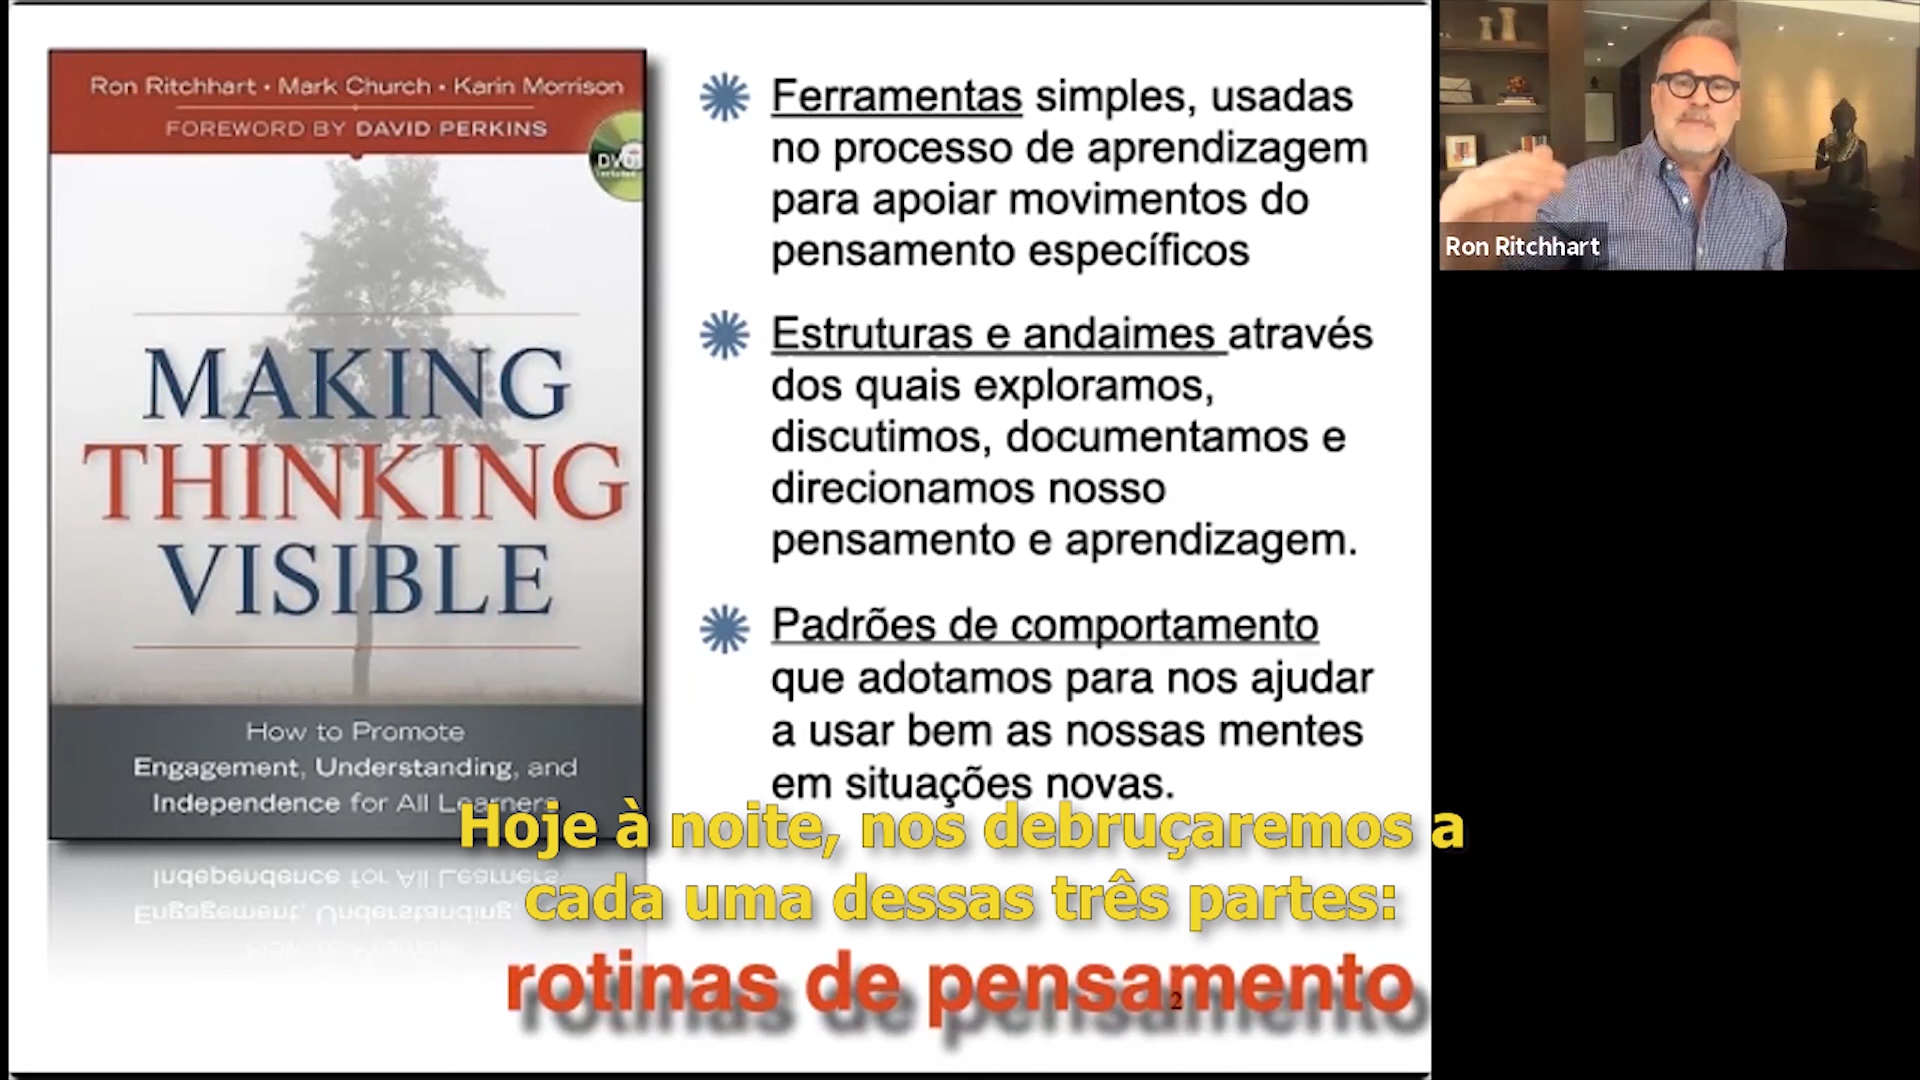 Ron Ritchhart • Mark Church • Karin Morrison
FOREWORD BY DAVID PERKINS
DVD
Included
MAKING
THINKING
VISIBLE
How to Promote
Engagement, Understanding, and
Independence for All Learners
Ferramentas simples, usadas
no processo de aprendizagem
para apoiar movimentos do
pensamento específicos
Estruturas e andaimes através
dos quais exploramos,
discutimos, documentamos e
direcionamos nosso
pensamento e aprendizagem.
Padrões de comportamento
que adotamos para nos ajudar
a usar bem as nossas mentes
em situações novas.
Hoje à noite, nos debruçaremos a
cada uma dessas três partes:
rotinas de pensamento
2
Ron Ritchhart